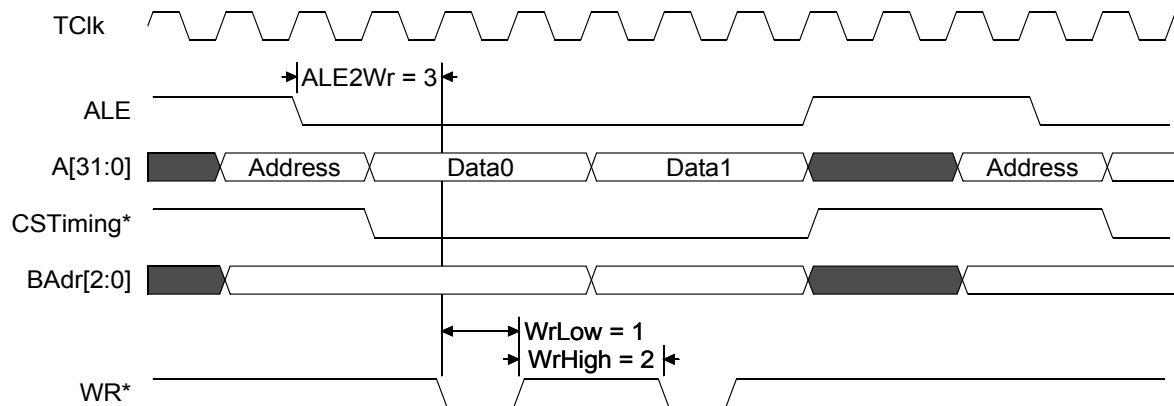 TClk
ALE2Wr = 3
ALE
A[31:0]
Address
Data0
Data1
Address
CSTiming*
BAdr[2:0]
WrLow = 1
WrHigh = 2
WR*